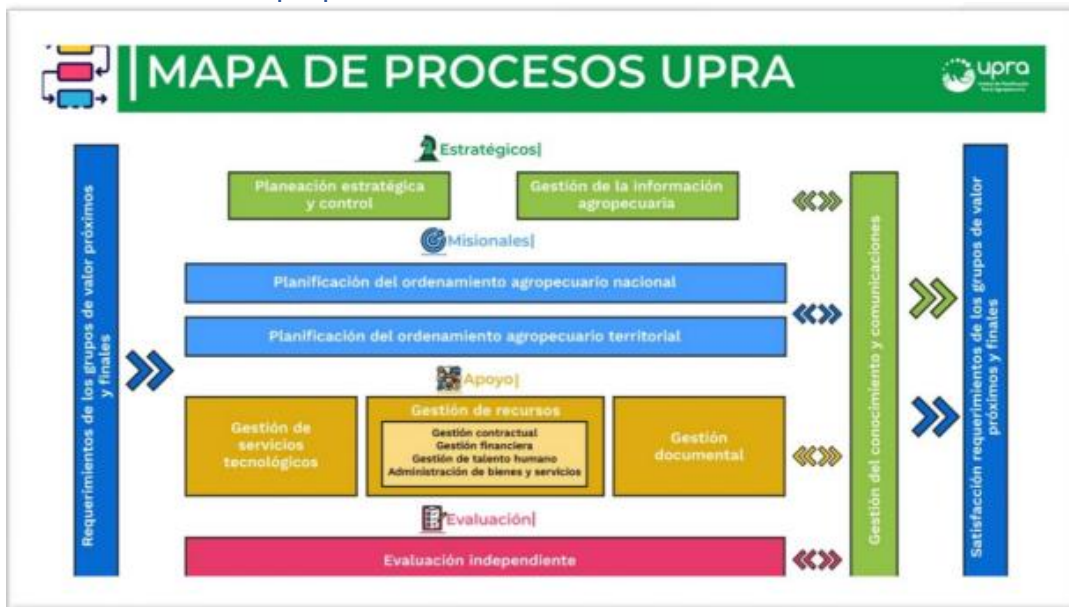 MAPA DE PROCESOS UPRA
upra
Estratégicos|
Planeación estratégica
y control
Gestión de la información
agropecuaria
Misionales|
Planificación del ordenamiento agropecuario nacional
Planificación del ordenamiento agropecuario territorial
Apoyo|
Gestión de
servicios
tecnológicos
Gestión de recursos
Gestión contractual
Gestión financiera
Gestión de talento humano
Administración de bienes y servicios
Gestión
documental
Evaluación|
Evaluación independiente
Requerimientos de los grupos de valor próximos
y finales
Gestión del conocimiento y comunicaciones
Satisfacción requerimientos de los grupos de valor
próximos y finales